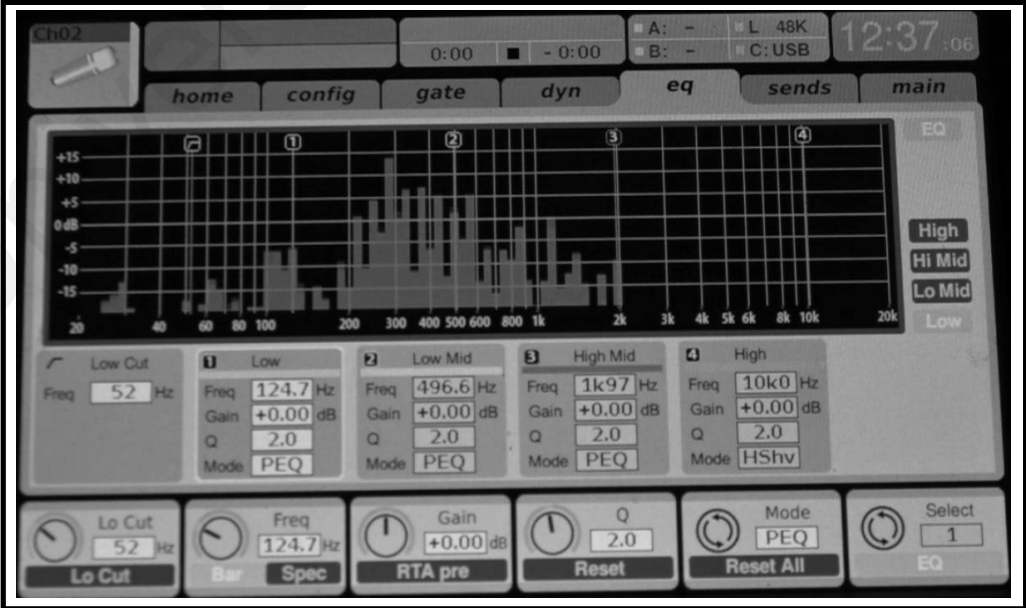 Ch02
0:00 - 0:00
A: - L 48K
B: - C: USB
12:37 :06
home config gate dyn eq sends main
1 2 3 4
EQ
+15
+10
+5
0 dB
-5
-10
-15
20 40 60 80 100 200 300 400 500 600 800 1k 2k 3k 4k 5k 6k 8k 10k 20k
High
Hi Mid
Lo Mid
Low
Low Cut
Freq 52 Hz
1 Low
Freq 124.7 Hz
Gain +0.00 dB
Q 2.0
Mode PEQ
2 Low Mid
Freq 496.6 Hz
Gain +0.00 dB
Q 2.0
Mode PEQ
3 High Mid
Freq 1k97 Hz
Gain +0.00 dB
Q 2.0
Mode PEQ
4 High
Freq 10k0 Hz
Gain +0.00 dB
Q 2.0
Mode HShv
Lo Cut
52 Hz
Lo Cut
Freq
124.7 Hz
Bar Spec
Gain
+0.00 dB
RTA pre
Q
2.0
Reset
Mode
PEQ
Reset All
Select
1
EQ